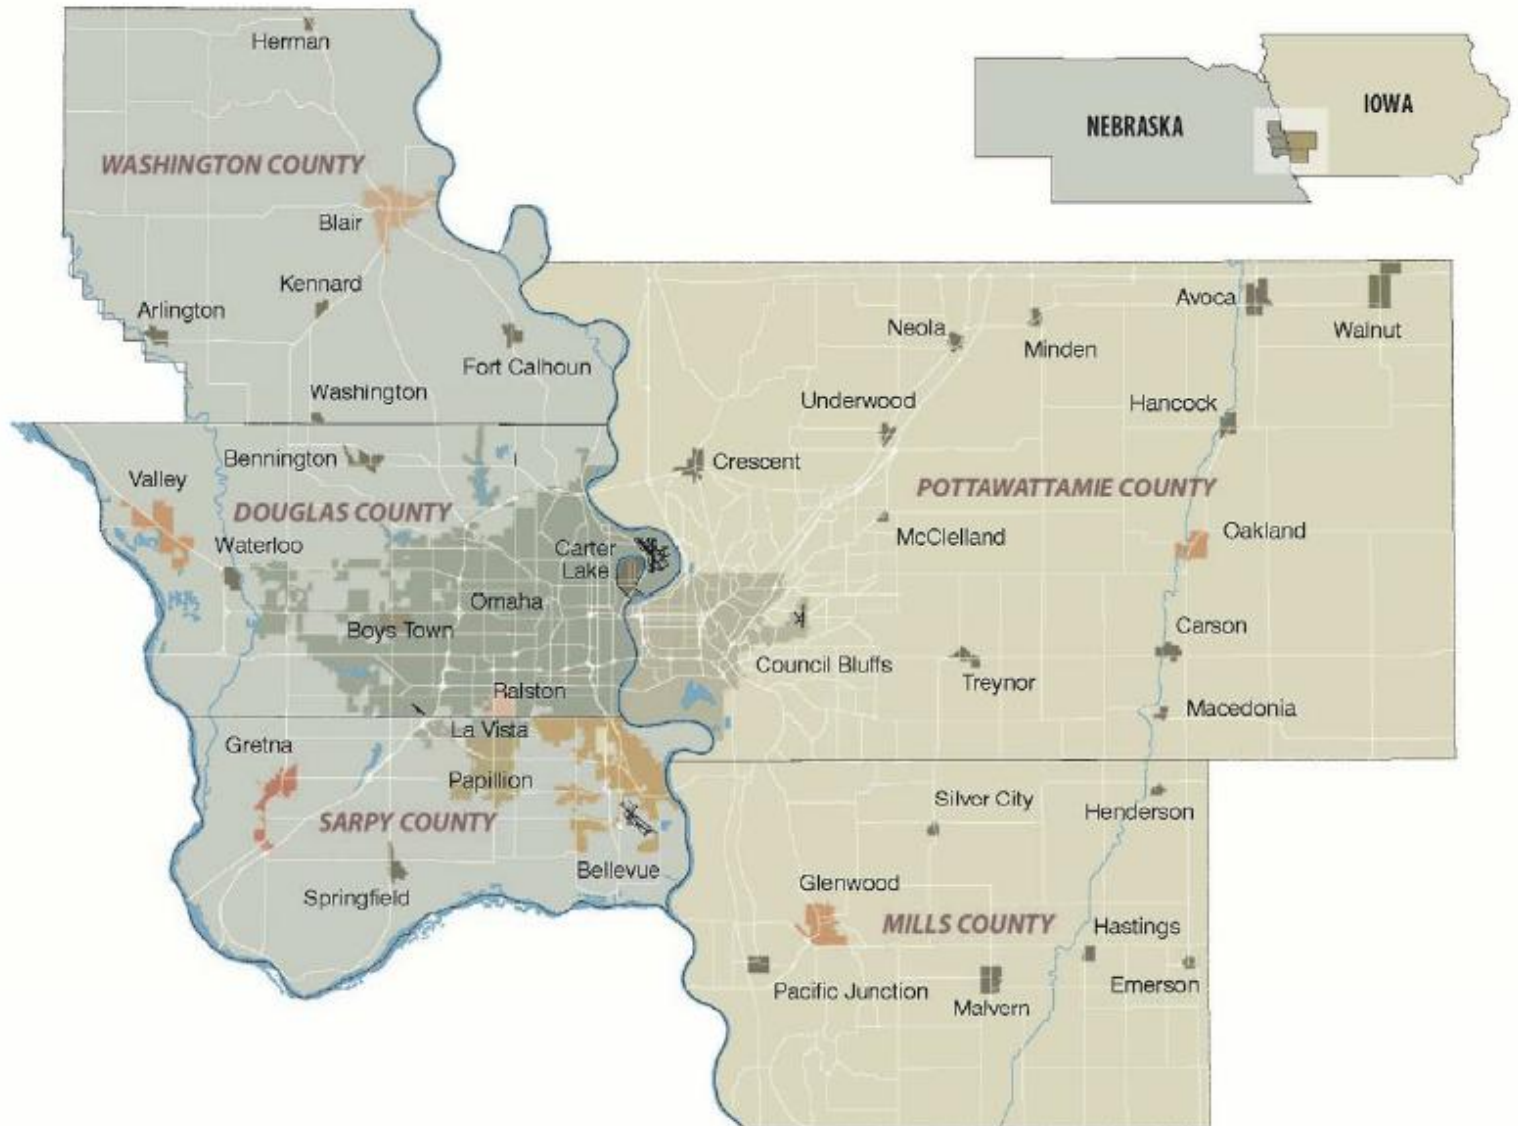 Herman
NEBRASKA
IOWA
WASHINGTON COUNTY
Blair
Kennard
Arlington
Fort Calhoun
Washington
Avoca
Walnut
Neola
Minden
Underwood
Hancock
Crescent
POTTAWATTAMIE COUNTY
McClelland
Oakland
Carson
Council Bluffs
Treynor
Macedonia
Bennington
Valley
DOUGLAS COUNTY
Waterloo
Carter
Lake
Omaha
Boys Town
Ralston
La Vista
Gretna
Papillion
SARPY COUNTY
Bellevue
Springfield
Silver City
Henderson
Glenwood
MILLS COUNTY
Hastings
Pacific Junction
Malvern
Emerson